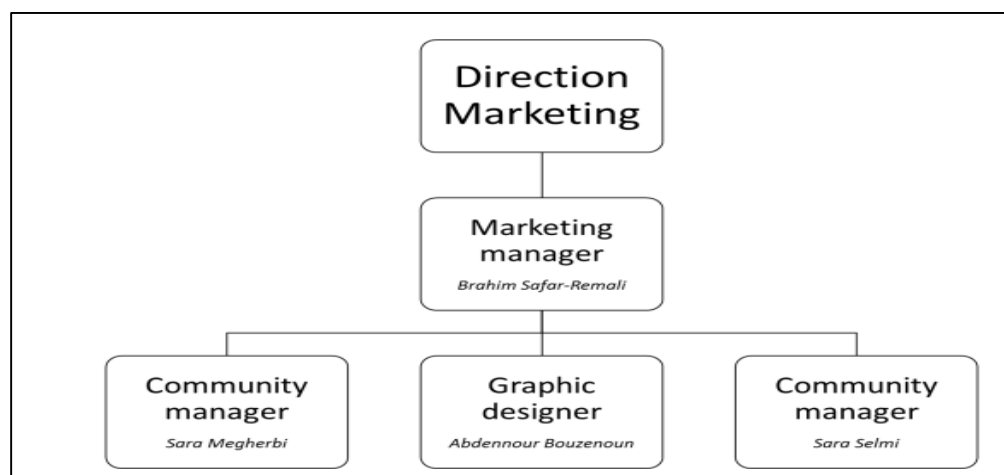 Direction
Marketing
Marketing
manager
Brahim Safar-Remali
Community
manager
Sara Megherbi
Graphic
designer
Abdennour Bouzenoun
Community
manager
Sara Selmi